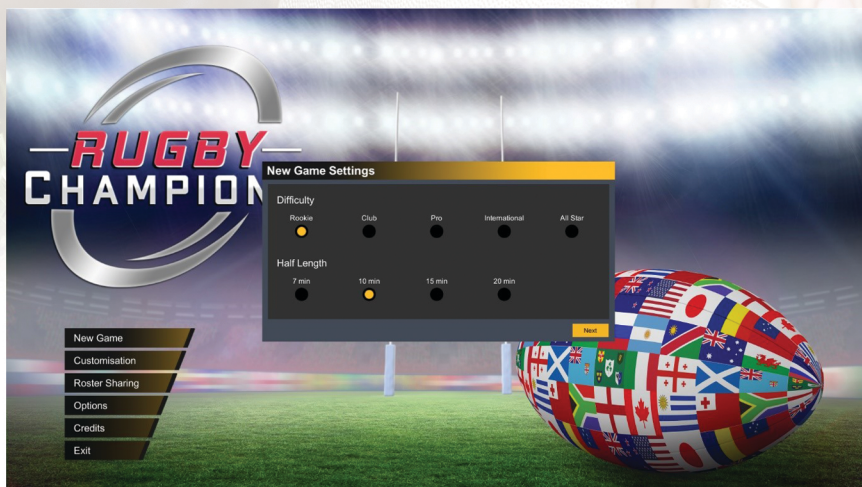 RUGBY
CHAMPION
New Game Settings
Difficulty
Rookie Club Pro International All Star
Half Length
7 min 10 min 15 min 20 min
Next
New Game
Customisation
Roster Sharing
Options
Credits
Exit